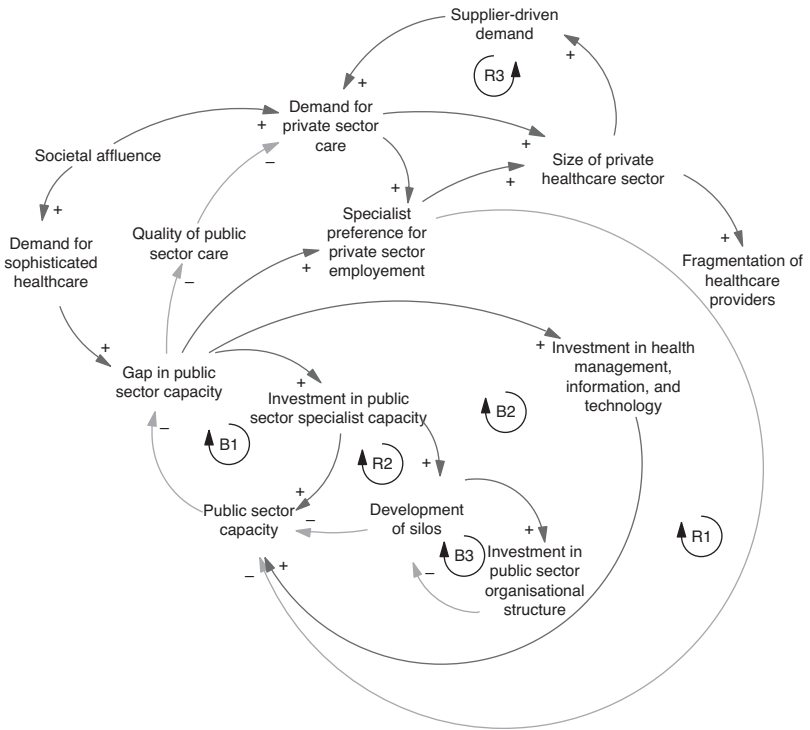 Supplier-driven
demand
+
+
R3
Demand for
private sector
care
+
+
−
Societal affluence
Size of private
healthcare sector
+
+
+
Demand for
sophisticated
healthcare
Quality of public
sector care
Specialist
preference for
private sector
employement
+
Fragmentation of
healthcare
providers
−
+
+
Gap in public
sector capacity
+
Investment in health
management,
information, and
technology
+
Investment in public
sector specialist capacity
B2
−
B1
R2
+
+
Public sector
capacity
−
Development
of silos
+
B3
Investment in
public sector
organisational
structure
R1
−
−
+